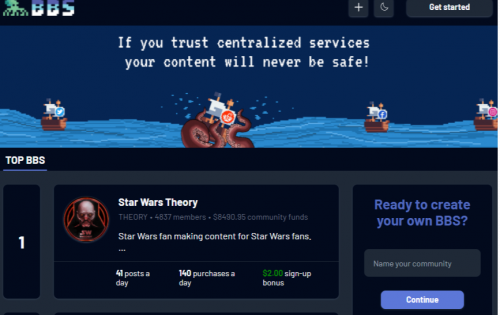 BBS
Get started
If you trust centralized services
your content will never be safe!
TOP BBS
1
Star Wars Theory
THEORY • 4837 members • $8490.95 community funds
Star Wars fan making content for Star Wars fans.
...
41 posts a day
140 purchases a day
$2.00 sign-up bonus
Ready to create
your own BBS?
Name your community
Continue